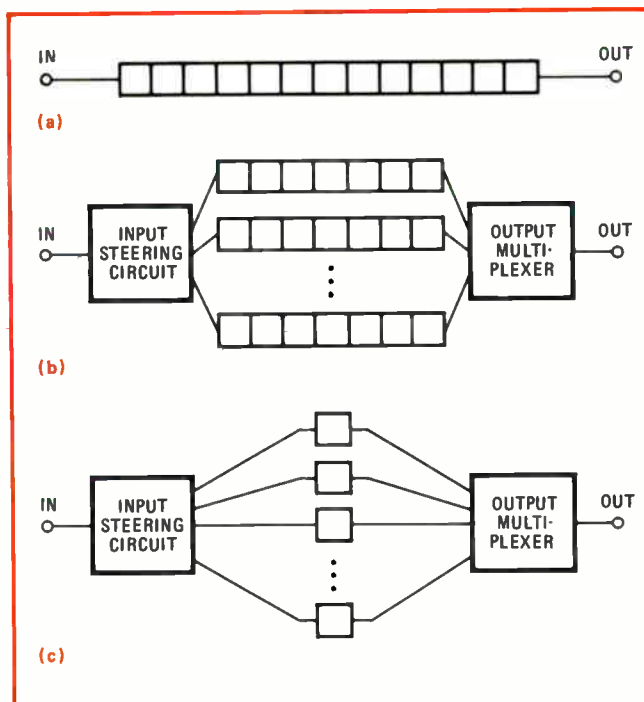 IN
OUT
(a)
IN
INPUT
STEERING
CIRCUIT
OUTPUT
MULTI-
PLEXER
OUT
(b)
IN
INPUT
STEERING
CIRCUIT
OUTPUT
MULTI-
PLEXER
OUT
(c)